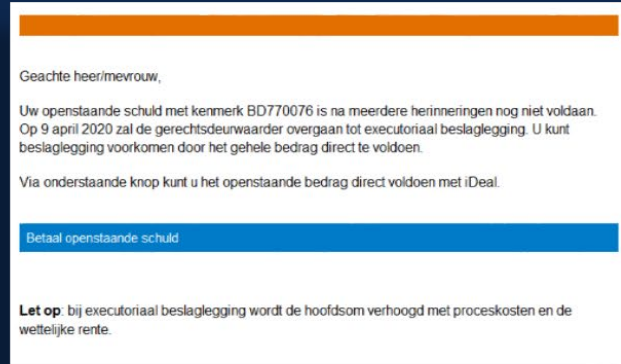 Geachte heer/mevrouw,
Uw openstaande schuld met kenmerk BD770076 is na meerdere herinneringen nog niet voldaan.
Op 9 april 2020 zal de gerechtsdeurwaarder overgaan tot executoriaal beslaglegging. U kunt
beslaglegging voorkomen door het gehele bedrag direct te voldoen.
Via onderstaande knop kunt u het openstaande bedrag direct voldoen met iDeal.
Betaal openstaande schuld
Let op: bij executoriaal beslaglegging wordt de hoofdsom verhoogd met proceskosten en de
wettelijke rente.